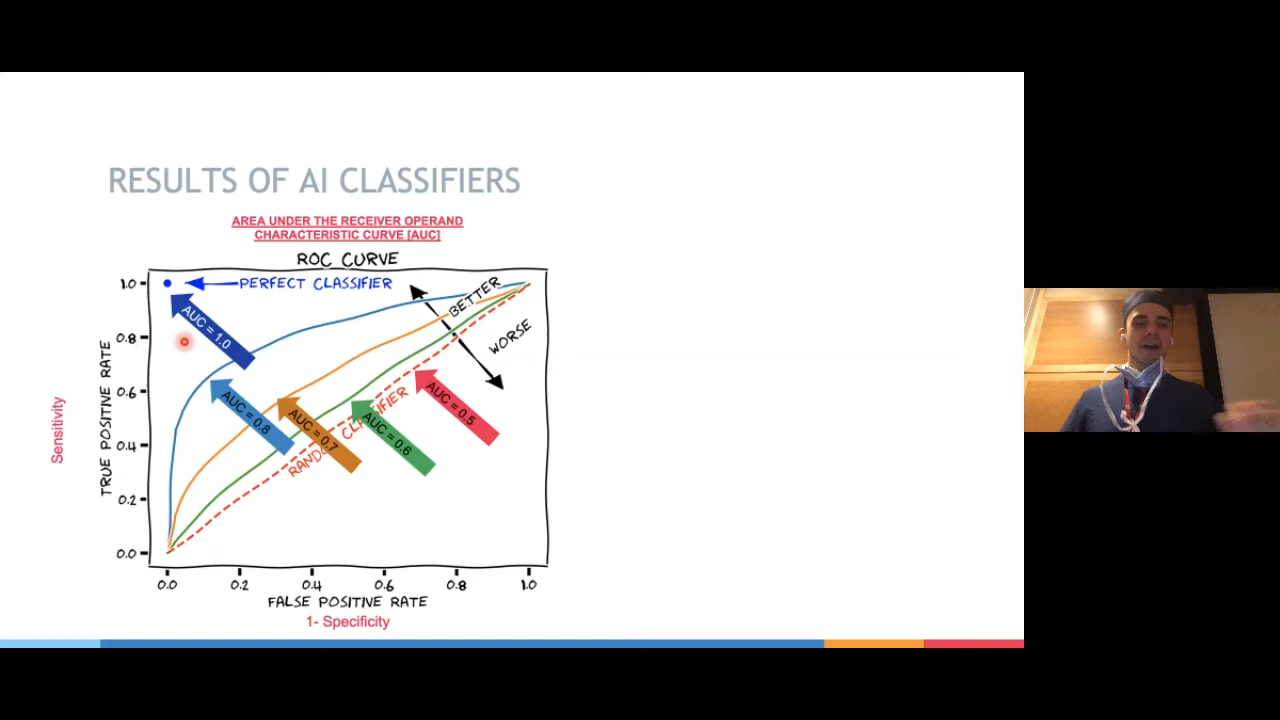 RESULTS OF AI CLASSIFIERS
AREA UNDER THE RECEIVER OPERAND
CHARACTERISTIC CURVE [AUC]
ROC CURVE
PERFECT CLASSIFIER
BETTER
WORSE
AUC = 1.0
AUC = 0.8
AUC = 0.7
AUC = 0.6
AUC = 0.5
RANDOM CLASSIFIER
Sensitivity
TRUE POSITIVE RATE
1.0
0.8
0.6
0.4
0.2
0.0
0.0 0.2 0.4 0.6 0.8 1.0
FALSE POSITIVE RATE
1- Specificity